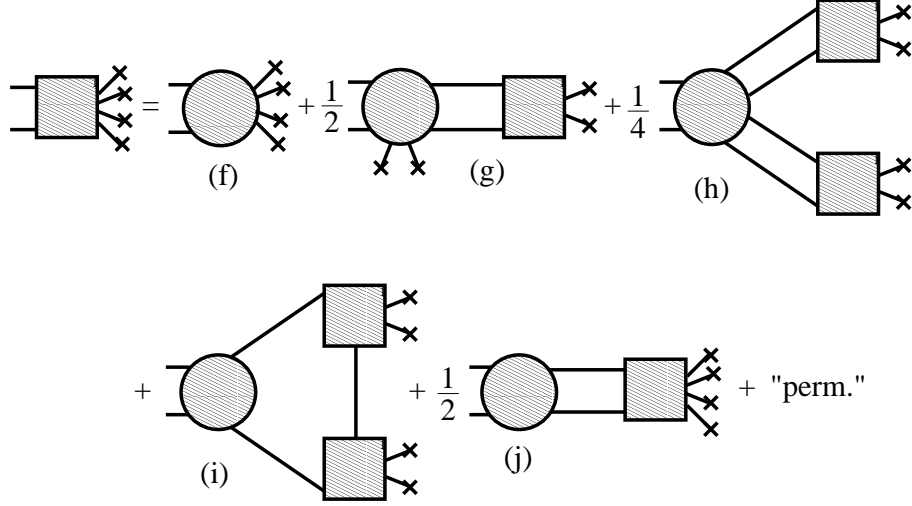 = + 1/2 + 1/4
(f) (g) (h)
+ + 1/2 + "perm."
(i) (j)